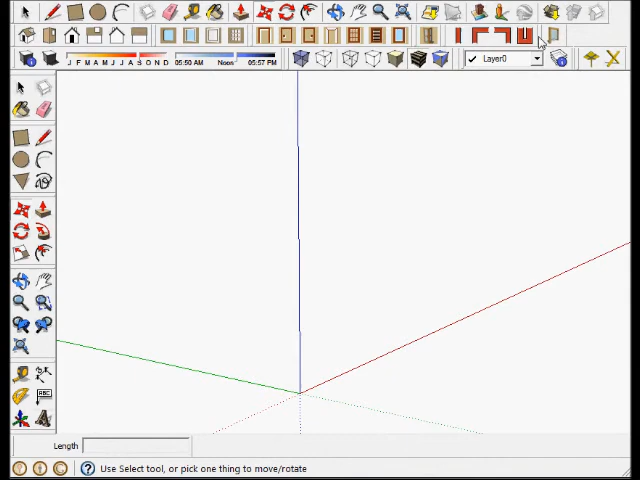 J F M A M J J A S O N D 05:50 AM Noon 05:57 PM Layer0
ABC
A
Length
Use Select tool, or pick one thing to move/rotate